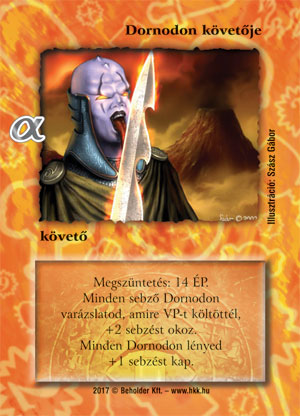 Dornodon követője
α
Illusztráció: Szász Gábor
követő
Megszüntetés: 14 ÉP.
Minden sebző Dornodon
varázslatod, amire VP-t költöttél,
+2 sebzést okoz.
Minden Dornodon lényed
+1 sebzést kap.
2017 © Beholder Kft. – www.hkk.hu